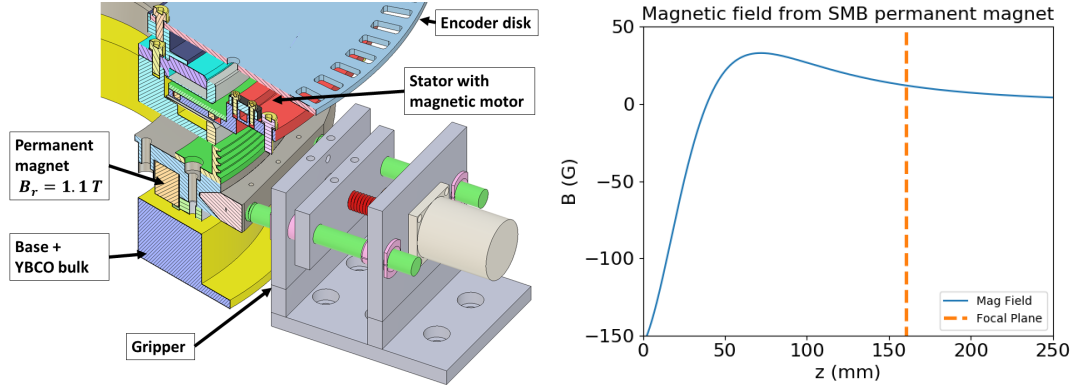 Encoder disk
Stator with
magnetic motor
Permanent
magnet
B_r = 1.1 T
Base +
YBCO bulk
Gripper
Magnetic field from SMB permanent magnet
50
0
−50
−100
−150
B (G)
0
50
100
150
200
250
z (mm)
Mag Field
Focal Plane